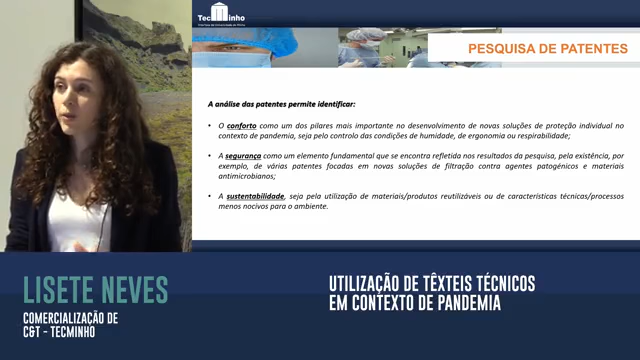 TecMinho
PESQUISA DE PATENTES
A análise das patentes permite identificar:
• O conforto como um dos pilares mais importante no desenvolvimento de novas soluções de proteção individual no
contexto de pandemia, seja pelo controlo das condições de humidade, de ergonomia ou respirabilidade;
• A segurança como um elemento fundamental que se encontra refletida nos resultados da pesquisa, pela existência, por
exemplo, de várias patentes focadas em novas soluções de filtração contra agentes patogénicos e materiais
antimicrobianos;
• A sustentabilidade, seja pela utilização de materiais/produtos reutilizáveis ou de características técnicas/processos
menos nocivos para o ambiente.
LISETE NEVES
COMERCIALIZAÇÃO DE
C&T - TECMINHO
UTILIZAÇÃO DE TÊXTEIS TÉCNICOS
EM CONTEXTO DE PANDEMIA